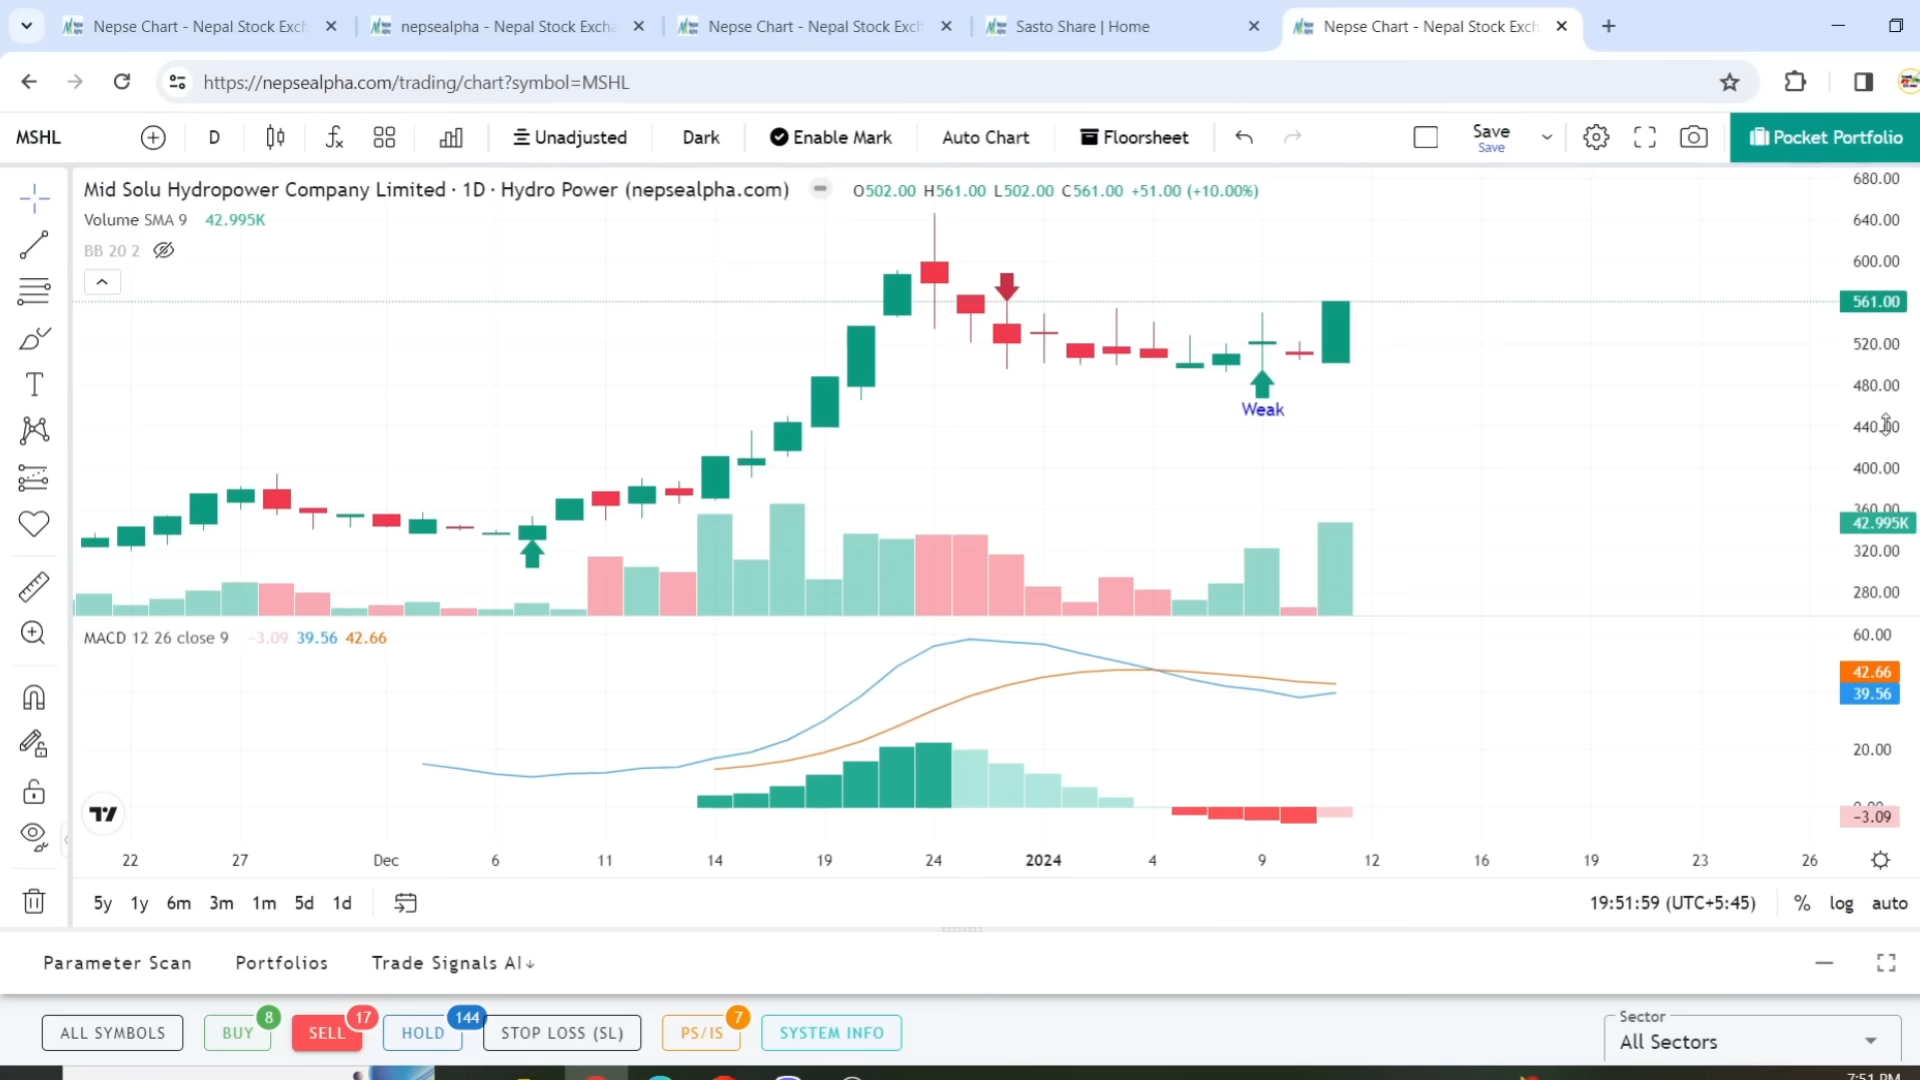 Nepse Chart - Nepal Stock Exch
nepsealpha - Nepal Stock Excha
Nepse Chart - Nepal Stock Exch
Sasto Share | Home
Nepse Chart - Nepal Stock Exch
https://nepsealpha.com/trading/chart?symbol=MSHL
MSHL
D
Unadjusted
Dark
Enable Mark
Auto Chart
Floorsheet
Save
Save
Pocket Portfolio
Mid Solu Hydropower Company Limited · 1D · Hydro Power (nepsealpha.com)
O502.00 H561.00 L502.00 C561.00 +51.00 (+10.00%)
Volume SMA 9 42.995K
BB 20 2
680.00
640.00
600.00
561.00
520.00
480.00
400.00
42.995K
320.00
280.00
Weak
MACD 12 26 close 9 −3.09 39.56 42.66
60.00
42.66
39.56
20.00
−3.09
22 27 Dec 6 11 14 19 24 2024 4 9 12 16 19 23 26
5y 1y 6m 3m 1m 5d 1d
19:51:59 (UTC+5:45)
% log auto
Parameter Scan
Portfolios
Trade Signals AI↓
ALL SYMBOLS
BUY 8
SELL 17
HOLD 144
STOP LOSS (SL)
PS/IS 7
SYSTEM INFO
Sector
All Sectors
7:51 PM